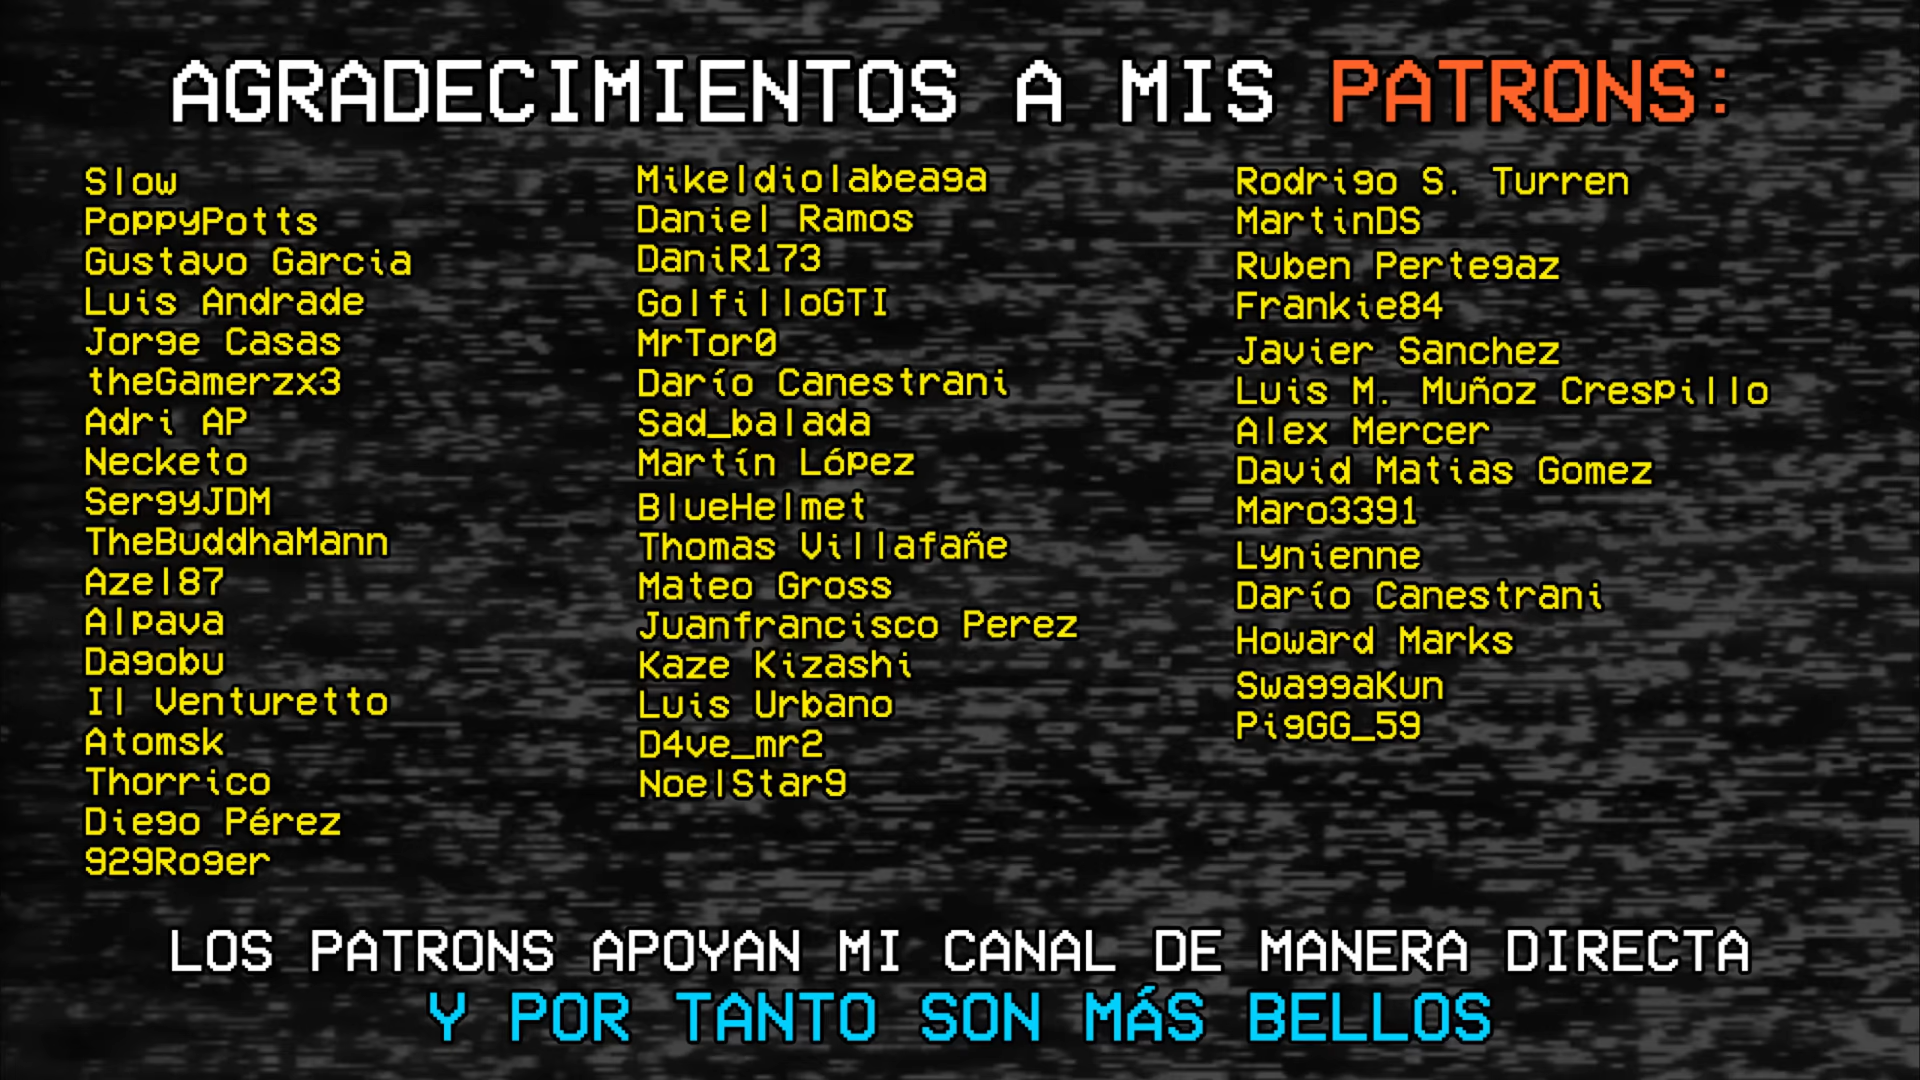 AGRADECIMIENTOS A MIS PATRONS:
Slow
PoppyPotts
Gustavo Garcia
Luis Andrade
Jorge Casas
theGamerzx3
Adri AP
Necketo
SergyJDM
TheBuddhaMann
Azel87
Alpava
Dagobu
Il Venturetto
Atomsk
Thorrico
Diego Pérez
929Roger
Mikeldiolabeaga
Daniel Ramos
DaniR173
GolfilloGTI
MrTor0
Darío Canestrani
Sad_balada
Martín López
BlueHelmet
Thomas Villafañe
Mateo Gross
Juanfrancisco Perez
Kaze Kizashi
Luis Urbano
D4ve_mr2
NoelStar9
Rodrigo S. Turren
MartinDS
Ruben Pertegaz
Frankie84
Javier Sanchez
Luis M. Muñoz Crespillo
Alex Mercer
David Matias Gomez
Maro3391
Lynienne
Darío Canestrani
Howard Marks
SwaggaKun
PigGG_59
LOS PATRONS APOYAN MI CANAL DE MANERA DIRECTA
Y POR TANTO SON MÁS BELLOS